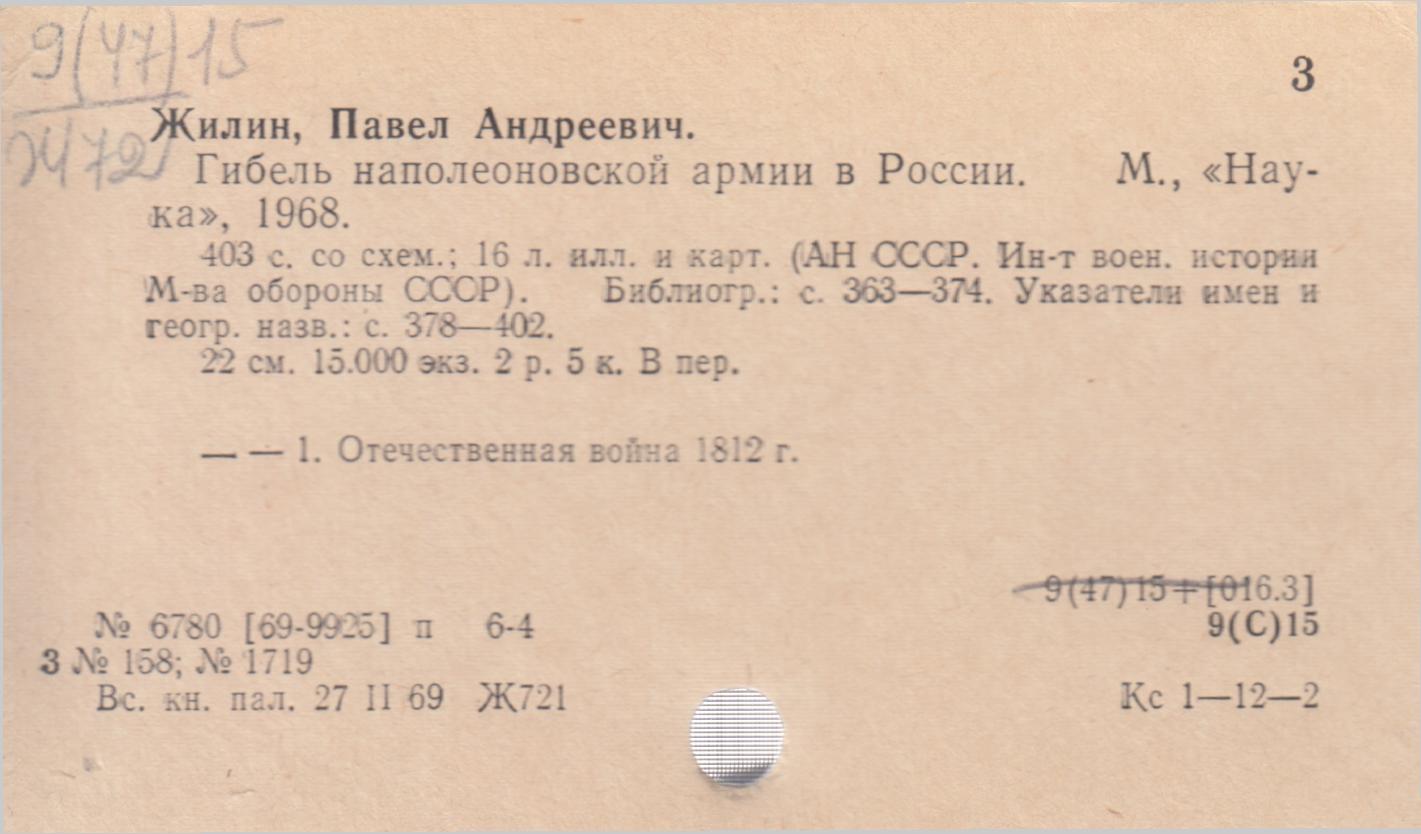 9(47)15
Ж72
3
Жилин, Павел Андреевич.
Гибель наполеоновской армии в России. М., «Нау-
ка», 1968.
403 с. со схем.; 16 л. илл. и карт. (АН СССР. Ин-т воен. истории
М-ва обороны СССР). Библиогр.: с. 363—374. Указатели имен и
геогр. назв.: с. 378—402.
22 см. 15.000 экз. 2 р. 5 к. В пер.
— — 1. Отечественная война 1812 г.
9(47)15+[016.3]
№ 6780 [69-9925] п 6-4 9(С)15
3 № 158; № 1719
Вс. кн. пал. 27 II 69 Ж721 Кс 1—12—2